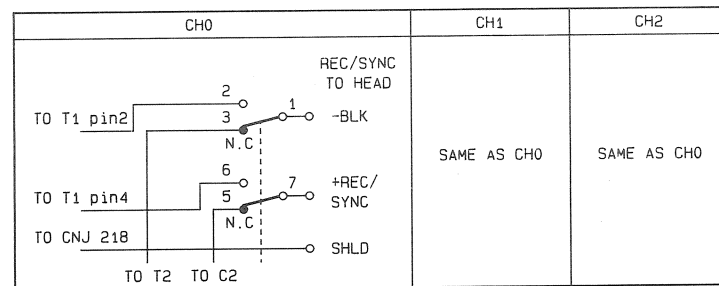 CH0
CH1
CH2
REC/SYNC
TO HEAD
2
1
-BLK
TO T1 pin2
3
N.C
6
7
+REC/
SYNC
TO T1 pin4
5
N.C
SAME AS CH0
SAME AS CH0
TO CNJ 218
SHLD
TO T2
TO C2